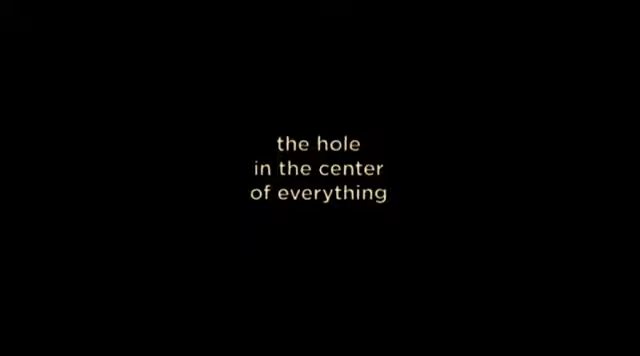 the hole
in the center
of everything